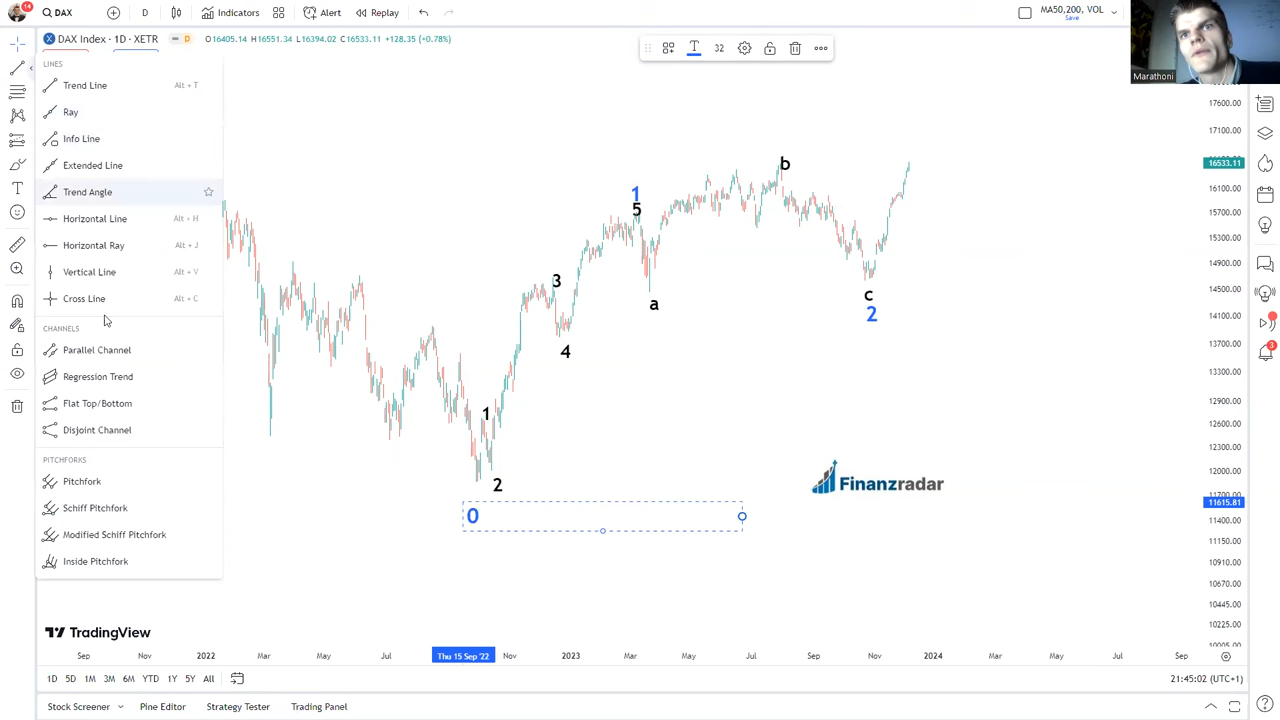 14
DAX
D
Indicators
Alert
Replay
MA50,200, VOL
Save
DAX Index · 1D · XETR
D
O16405.14 H16551.34 L16394.02 C16533.11 +128.35 (+0.78%)
32
Marathoni
LINES
Trend Line Alt + T
Ray
Info Line
Extended Line
Trend Angle
Horizontal Line Alt + H
Horizontal Ray Alt + J
Vertical Line Alt + V
Cross Line Alt + C
CHANNELS
Parallel Channel
Regression Trend
Flat Top/Bottom
Disjoint Channel
PITCHFORKS
Pitchfork
Schiff Pitchfork
Modified Schiff Pitchfork
Inside Pitchfork
b
1
5
3
a
c
2
4
1
2
0
Finanzradar
17600.00
17100.00
16533.11
16100.00
15700.00
15300.00
14900.00
14500.00
14100.00
13700.00
13300.00
12900.00
12600.00
12300.00
12000.00
11700.00
11615.81
11400.00
11150.00
10910.00
10670.00
10445.00
10225.00
10005.00
3
TradingView
Sep Nov 2022 Mar May Jul Thu 15 Sep '22 Nov 2023 Mar May Jul Sep Nov 2024 Mar May Jul Sep
1D 5D 1M 3M 6M YTD 1Y 5Y All
21:45:02 (UTC+1)
Stock Screener Pine Editor Strategy Tester Trading Panel